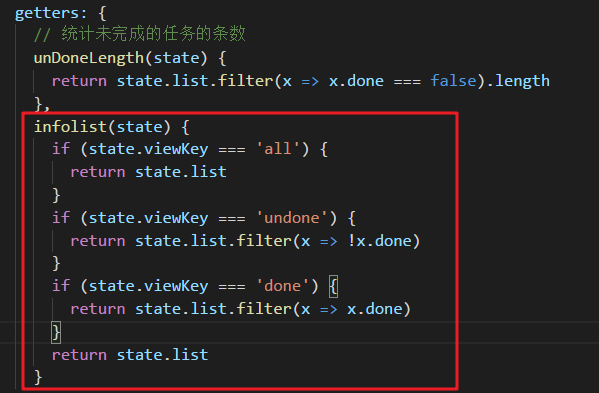 getters: {
// 统计未完成的任务的条数
unDoneLength(state) {
return state.list.filter(x => x.done === false).length
},
infolist(state) {
if (state.viewKey === 'all') {
return state.list
}
if (state.viewKey === 'undone') {
return state.list.filter(x => !x.done)
}
if (state.viewKey === 'done') {
return state.list.filter(x => x.done)
}
return state.list
}